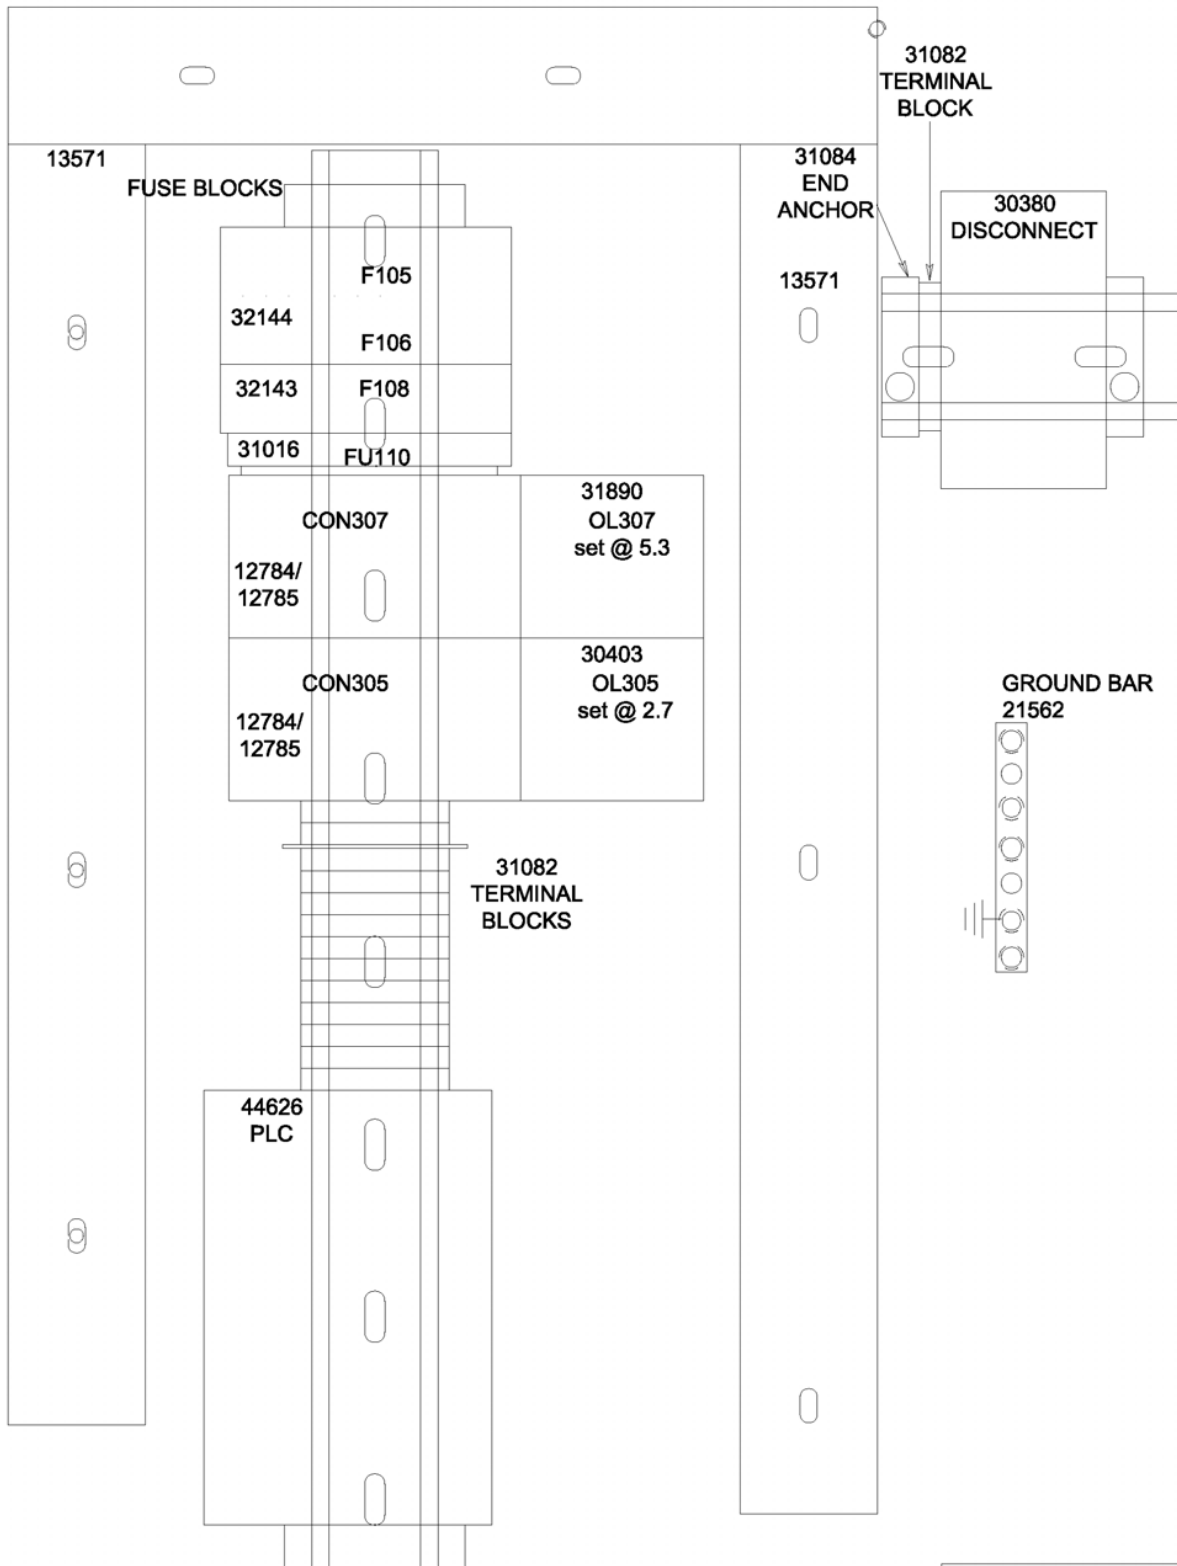 31082
TERMINAL
BLOCK
13571
FUSE BLOCKS
31084
END
ANCHOR
30380
DISCONNECT
13571
F105
32144
F106
32143
F108
31016
FU110
CON307
12784/
12785
31890
OL307
set @ 5.3
CON305
12784/
12785
30403
OL305
set @ 2.7
GROUND BAR
21562
31082
TERMINAL
BLOCKS
44626
PLC